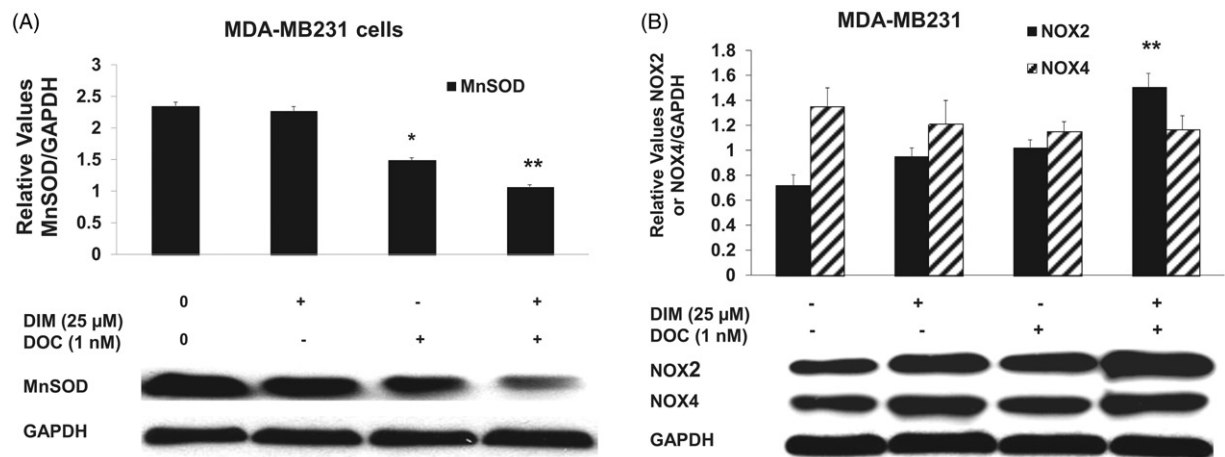 (A)
MDA-MB231 cells
Relative Values
MnSOD/GAPDH
3
2.5
2
1.5
1
0.5
0
MnSOD
*
**
0 + - +
DIM (25 µM)
DOC (1 nM)
0 - + +
MnSOD
GAPDH
(B)
MDA-MB231
Relative Values NOX2
or NOX4/GAPDH
1.8
1.6
1.4
1.2
1
0.8
0.6
0.4
0.2
0
NOX2
NOX4
**
- + - +
DIM (25 µM)
DOC (1 nM)
- - + +
NOX2
NOX4
GAPDH